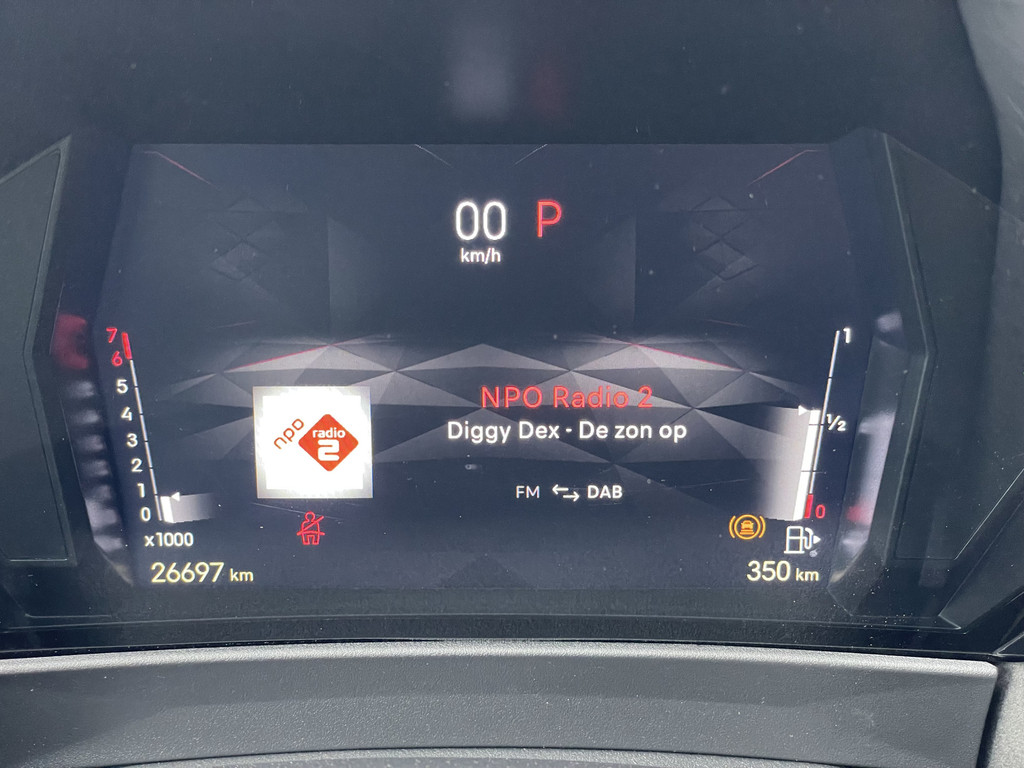 00 P
km/h
7
6
5
4
3
2
1
0
x1000
26697 km
npo
radio
2
NPO Radio 2
Diggy Dex · De zon op
FM DAB
1
1/2
0
350 km